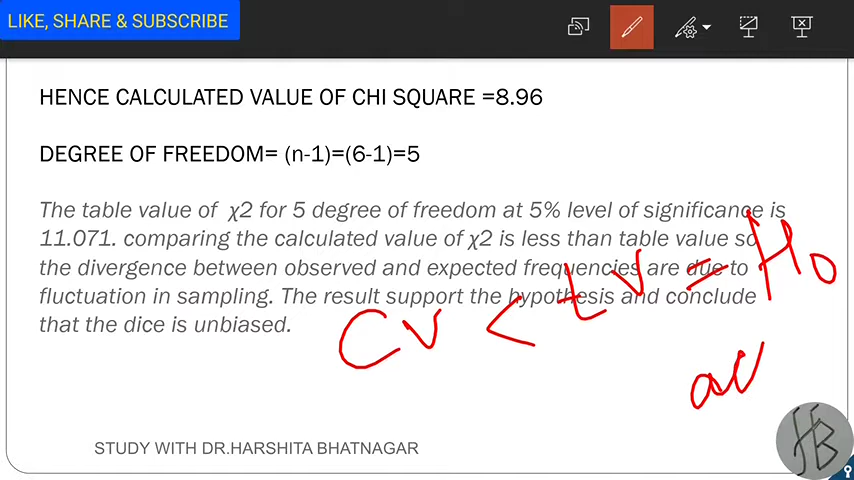 LIKE, SHARE & SUBSCRIBE
HENCE CALCULATED VALUE OF CHI SQUARE =8.96
DEGREE OF FREEDOM= (n-1)=(6-1)=5
The table value of χ2 for 5 degree of freedom at 5% level of significance is
11.071. comparing the calculated value of χ2 is less than table value so
the divergence between observed and expected frequencies are due to
fluctuation in sampling. The result support the hypothesis and conclude
that the dice is unbiased.
Cv < tv = H0
ac
STUDY WITH DR.HARSHITA BHATNAGAR
HB